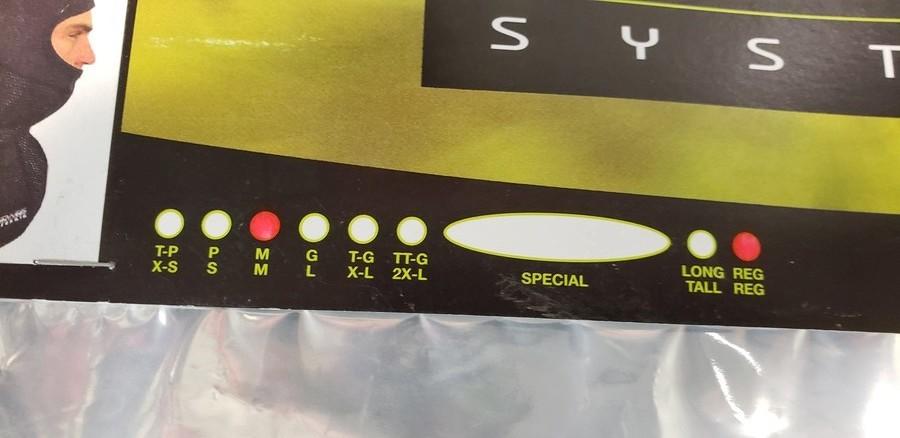 S Y S T
T-P P M G T-G TT-G LONG REG
X-S S M L X-L 2X-L SPECIAL TALL REG